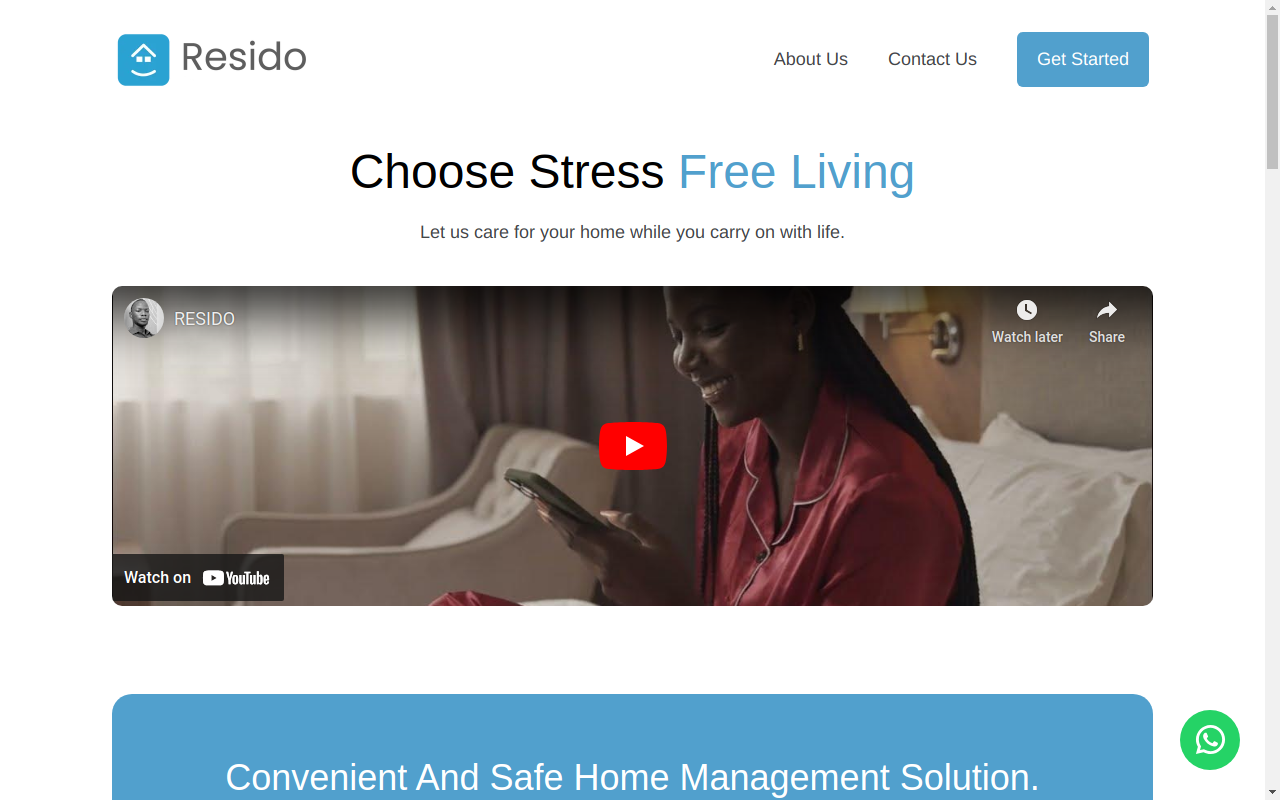 Resido
About Us
Contact Us
Get Started
Choose Stress Free Living
Let us care for your home while you carry on with life.
RESIDO
Watch later
Share
Watch on YouTube
Convenient And Safe Home Management Solution.